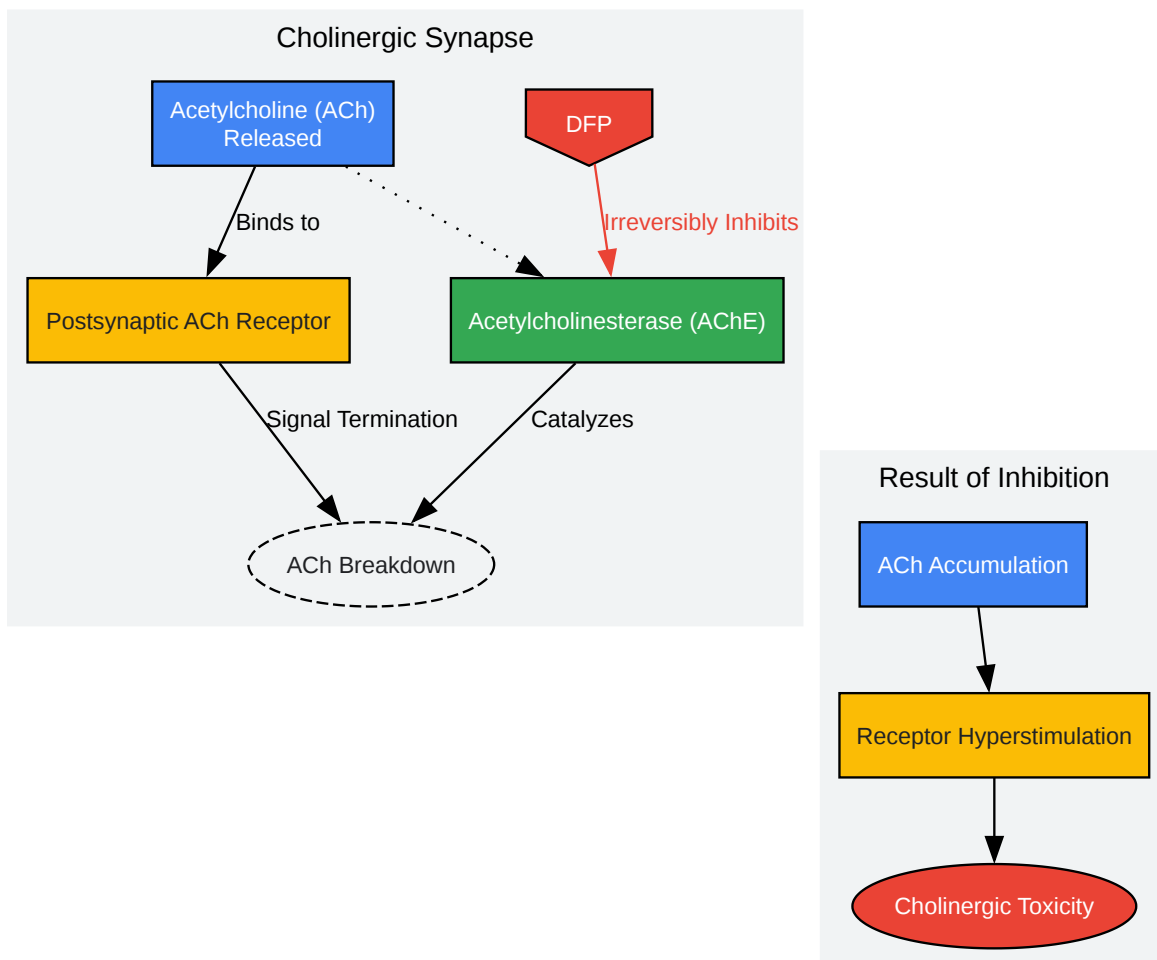 Cholinergic Synapse
Acetylcholine (ACh)
Released
DFP
Binds to
Irreversibly Inhibits
Postsynaptic ACh Receptor
Acetylcholinesterase (AChE)
Signal Termination
Catalyzes
ACh Breakdown
Result of Inhibition
ACh Accumulation
Receptor Hyperstimulation
Cholinergic Toxicity